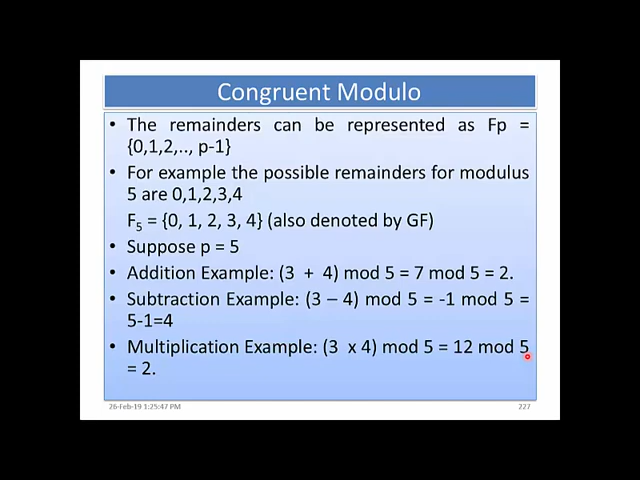 Congruent Modulo
• The remainders can be represented as Fp =
{0,1,2,.., p-1}
• For example the possible remainders for modulus
5 are 0,1,2,3,4
F₅ = {0, 1, 2, 3, 4} (also denoted by GF)
• Suppose p = 5
• Addition Example: (3 + 4) mod 5 = 7 mod 5 = 2.
• Subtraction Example: (3 – 4) mod 5 = -1 mod 5 =
5-1=4
• Multiplication Example: (3 x 4) mod 5 = 12 mod 5
= 2.
26-Feb-19 1:25:47 PM
227